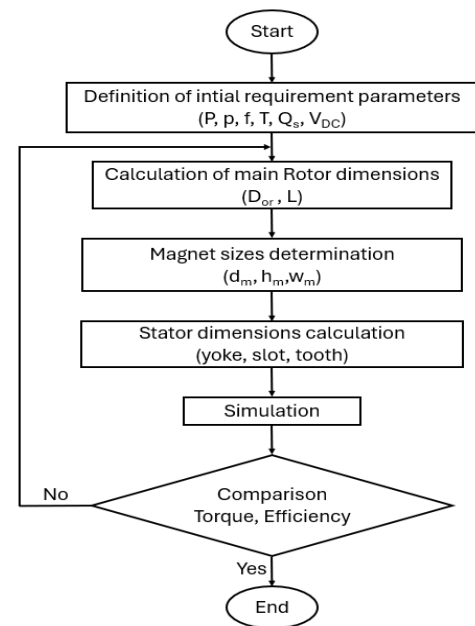 Start
Definition of intial requirement parameters
(P, p, f, T, Qs, VDC)
Calculation of main Rotor dimensions
(Dor , L)
Magnet sizes determination
(dm, hm,wm)
Stator dimensions calculation
(yoke, slot, tooth)
Simulation
Comparison
Torque, Efficiency
No
Yes
End